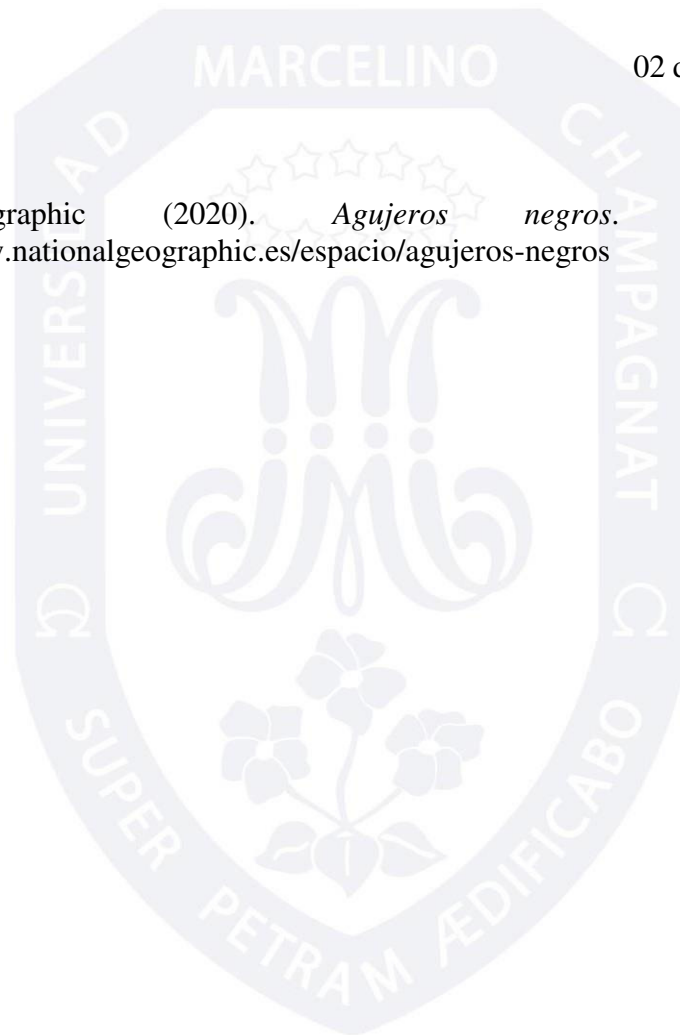 MARCELINO
02
graphic (2020). Agujeros negros.
.nationalgeographic.es/espacio/agujeros-negros
UNIVERSIDAD
CHAMPAGNAT
SUPER PETRAM ÆDIFICABO